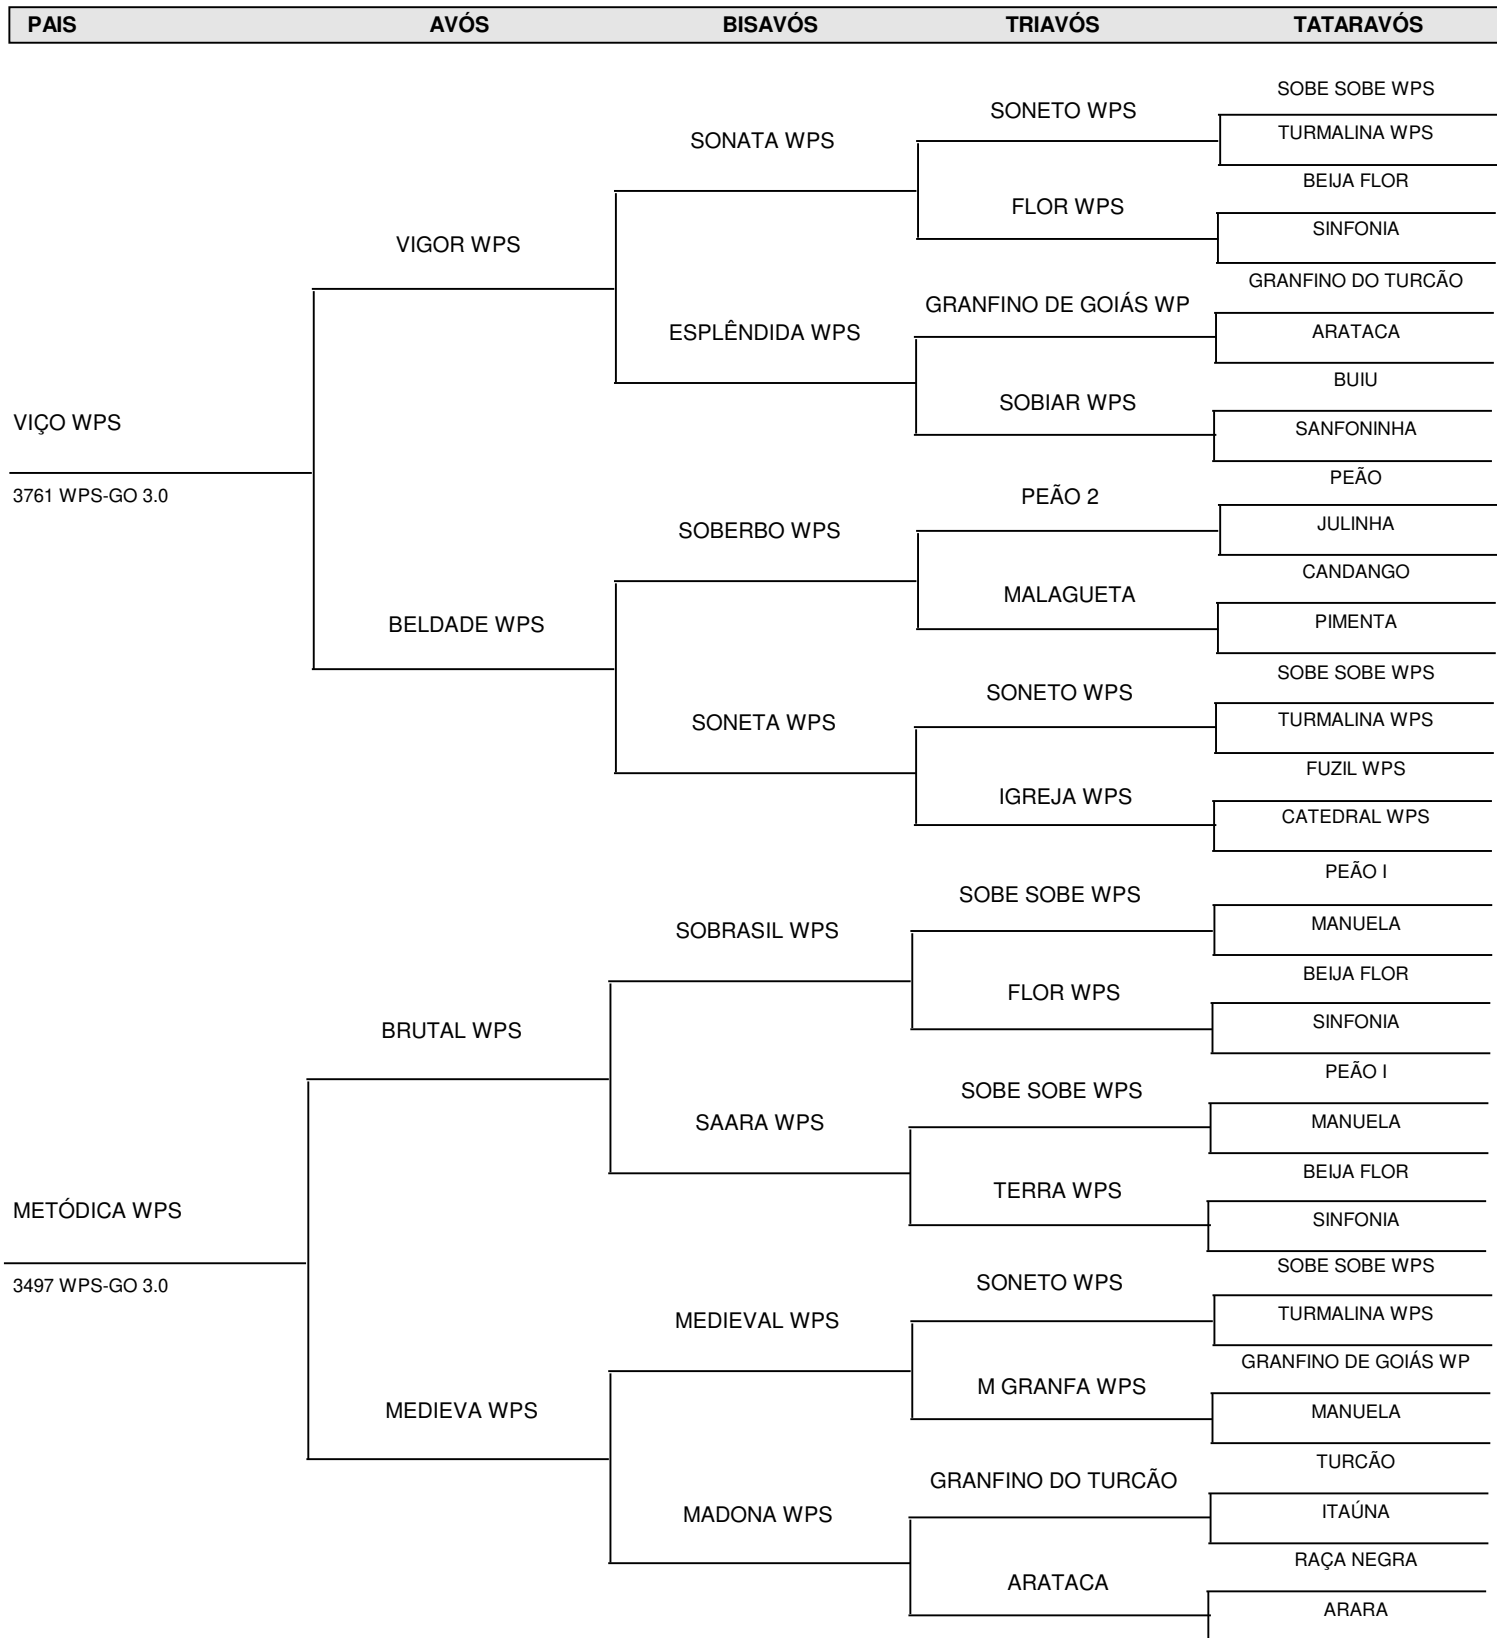 PAIS AVÓS BISAVÓS TRIAVÓS TATARAVÓS
SOBE SOBE WPS
SONETO WPS
TURMALINA WPS
SONATA WPS
BEIJA FLOR
FLOR WPS
SINFONIA
VIGOR WPS
GRANFINO DO TURCÃO
GRANFINO DE GOIÁS WP
ARATACA
ESPLÊNDIDA WPS
BUIU
SOBIAR WPS
SANFONINHA
VIÇO WPS
3761 WPS-GO 3.0
PEÃO
PEÃO 2
JULINHA
SOBERBO WPS
CANDANGO
MALAGUETA
PIMENTA
BELDADE WPS
SOBE SOBE WPS
SONETO WPS
TURMALINA WPS
SONETA WPS
FUZIL WPS
IGREJA WPS
CATEDRAL WPS
PEÃO I
SOBE SOBE WPS
MANUELA
SOBRASIL WPS
BEIJA FLOR
FLOR WPS
SINFONIA
BRUTAL WPS
PEÃO I
SOBE SOBE WPS
MANUELA
SAARA WPS
BEIJA FLOR
TERRA WPS
SINFONIA
METÓDICA WPS
3497 WPS-GO 3.0
SOBE SOBE WPS
SONETO WPS
TURMALINA WPS
MEDIEVAL WPS
GRANFINO DE GOIÁS WP
M GRANFA WPS
MANUELA
MEDIEVA WPS
TURCÃO
GRANFINO DO TURCÃO
ITAÚNA
MADONA WPS
RAÇA NEGRA
ARATACA
ARARA